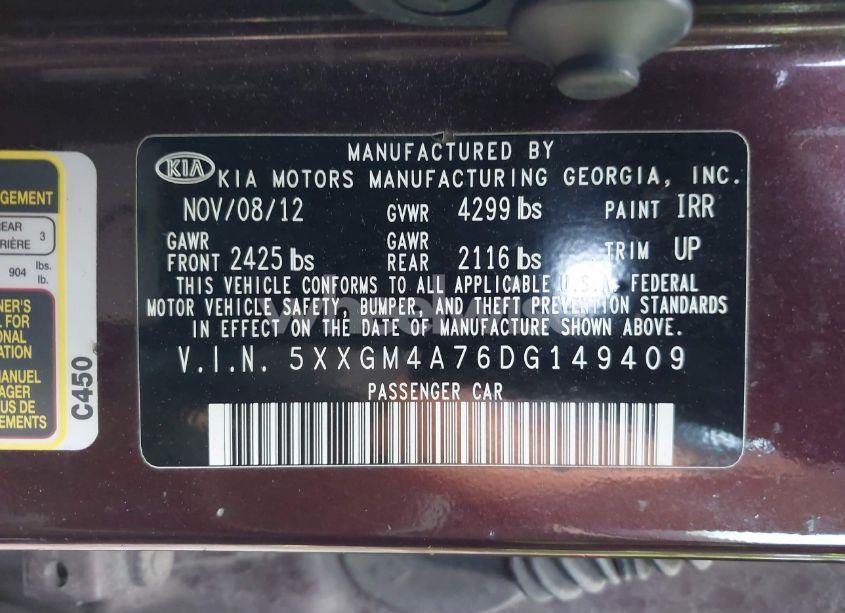 MANUFACTURED BY
KIA
KIA MOTORS MANUFACTURING GEORGIA, INC.
NOV/08/12 GVWR 4299 lbs PAINT IRR
GAWR FRONT 2425 lbs GAWR REAR 2116 lbs TRIM UP
THIS VEHICLE CONFORMS TO ALL APPLICABLE U.S.A. FEDERAL
MOTOR VEHICLE SAFETY, BUMPER, AND THEFT PREVENTION STANDARDS
IN EFFECT ON THE DATE OF MANUFACTURE SHOWN ABOVE.
V.I.N. 5XXGM4A76DG149409
PASSENGER CAR
GEMENT
REAR
RIÈRE 3
904 lbs.
lb.
NER'S
L FOR
ONAL
ATION
MANUEL
AGER
US DE
EMENTS
C450